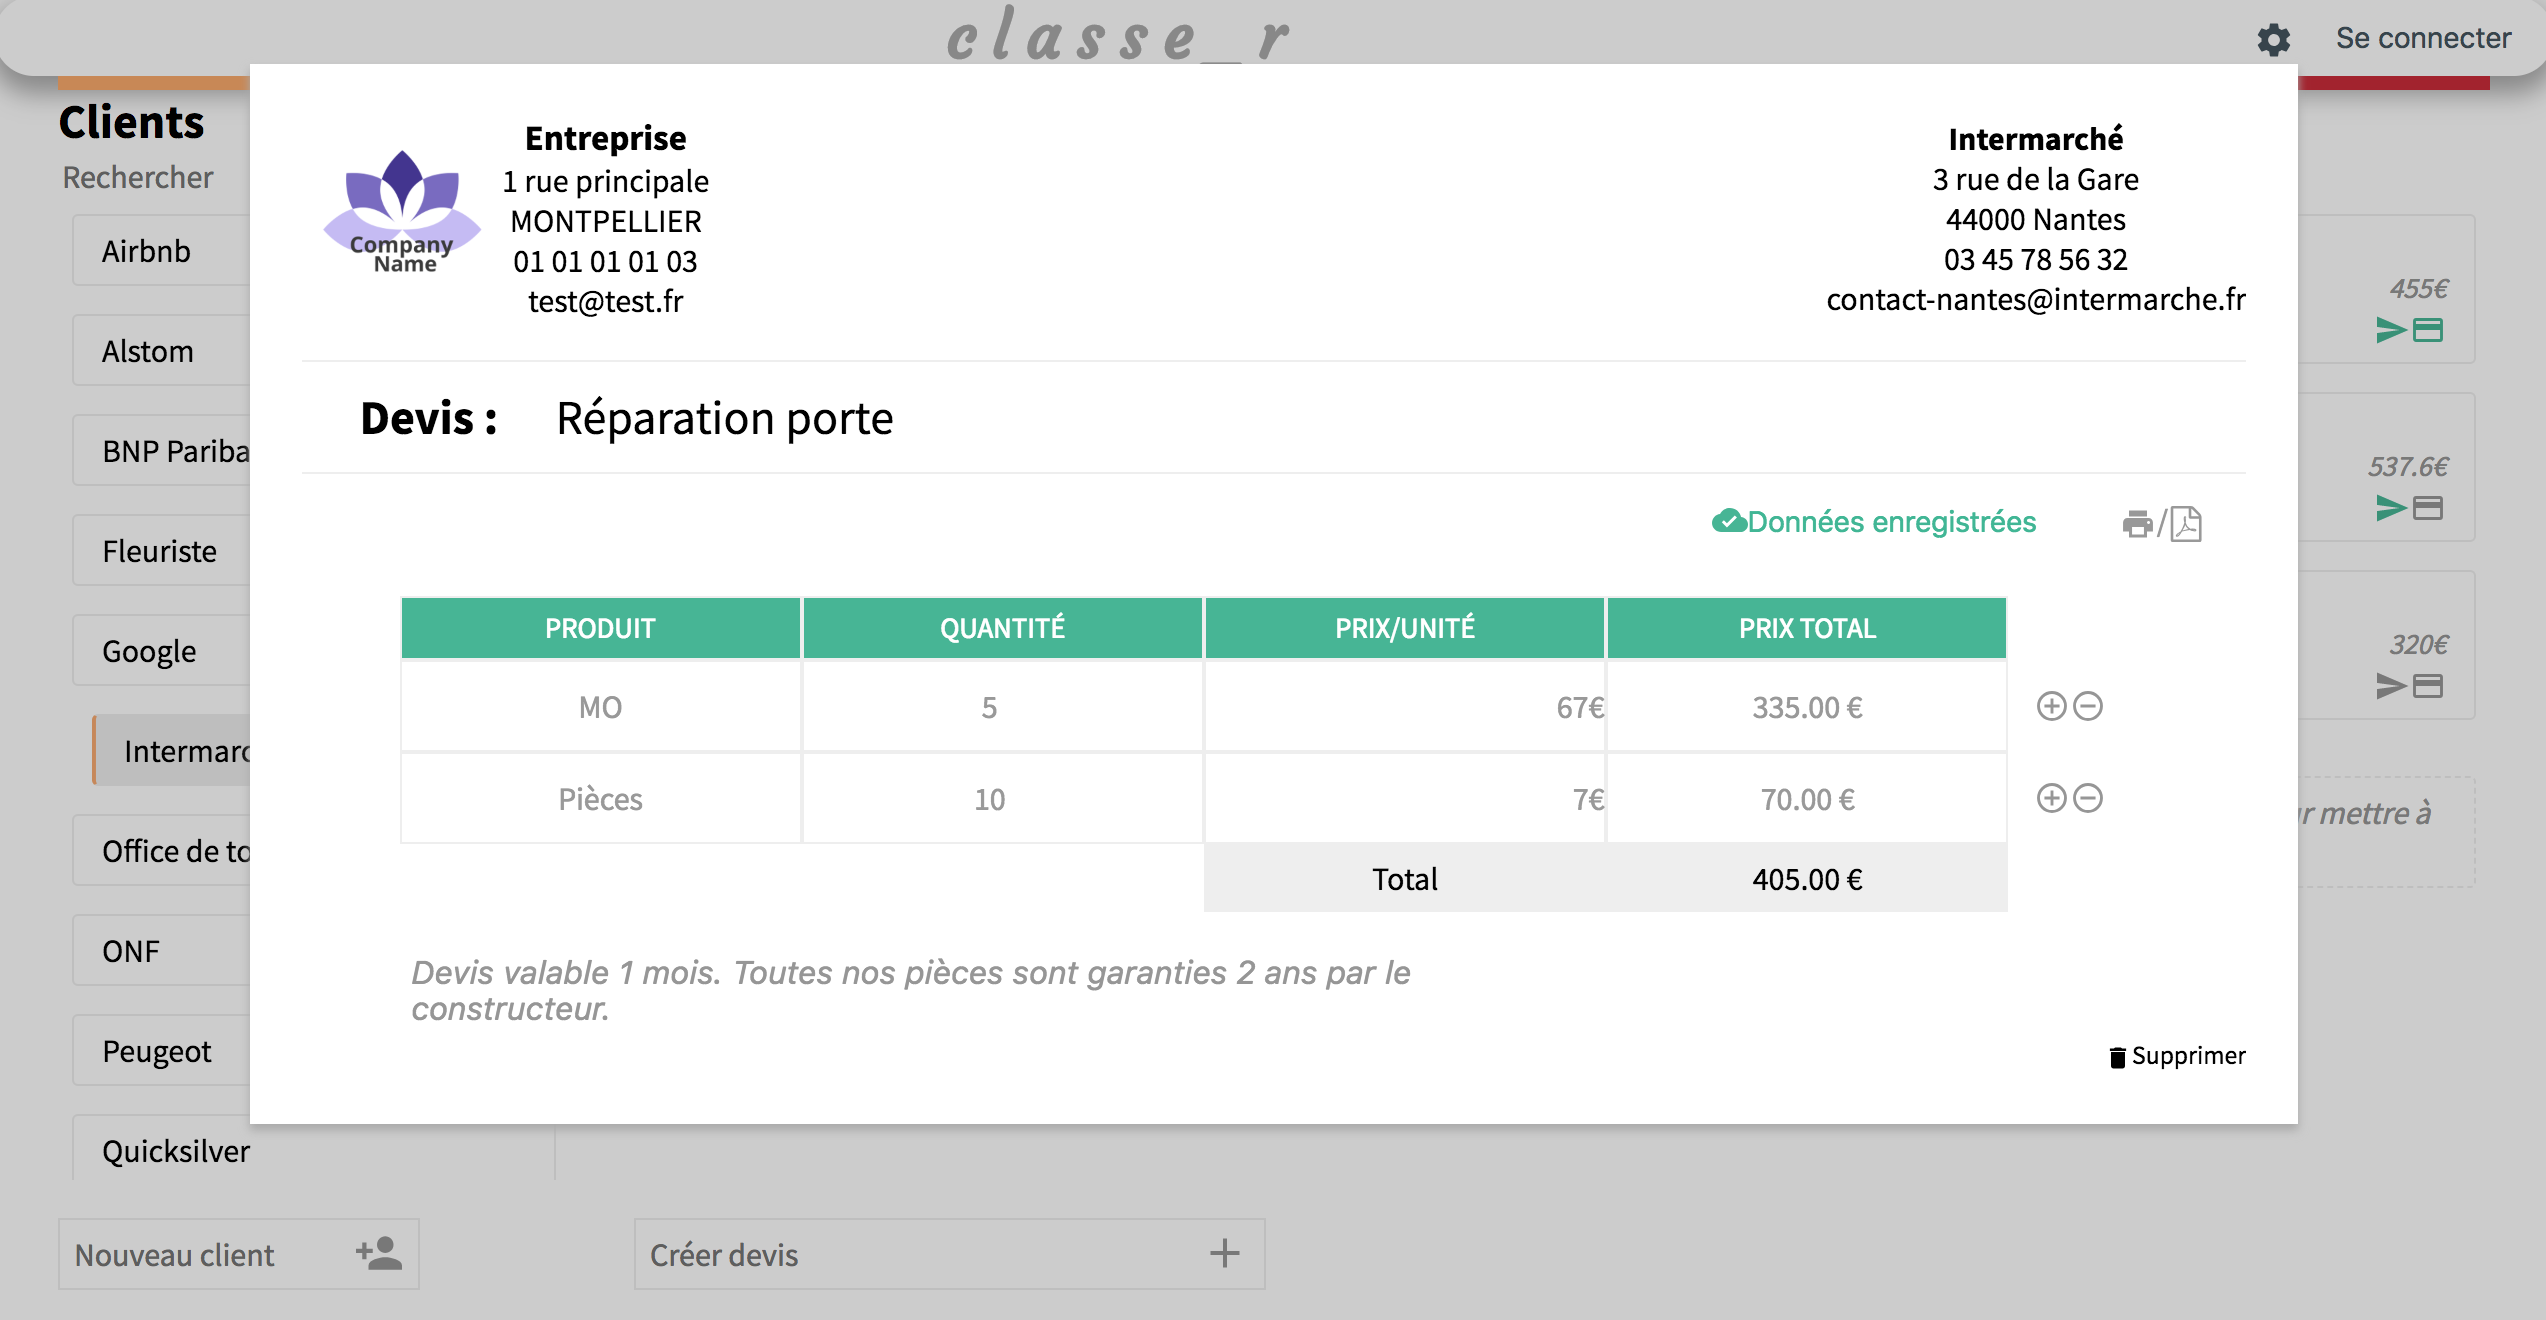 classe_r
Se connecter
Clients
Rechercher
Airbnb
Alstom
BNP Pariba
Fleuriste
Google
Intermarc
Office de to
ONF
Peugeot
Quicksilver
Nouveau client
Créer devis
Company
Name
Entreprise
1 rue principale
MONTPELLIER
01 01 01 01 03
test@test.fr
Intermarché
3 rue de la Gare
44000 Nantes
03 45 78 56 32
contact-nantes@intermarche.fr
Devis : Réparation porte
Données enregistrées
/
PRODUIT QUANTITÉ PRIX/UNITÉ PRIX TOTAL
MO 5 67€ 335.00 €
Pièces 10 7€ 70.00 €
Total 405.00 €
Devis valable 1 mois. Toutes nos pièces sont garanties 2 ans par le
constructeur.
Supprimer
455€
537.6€
320€
r mettre à